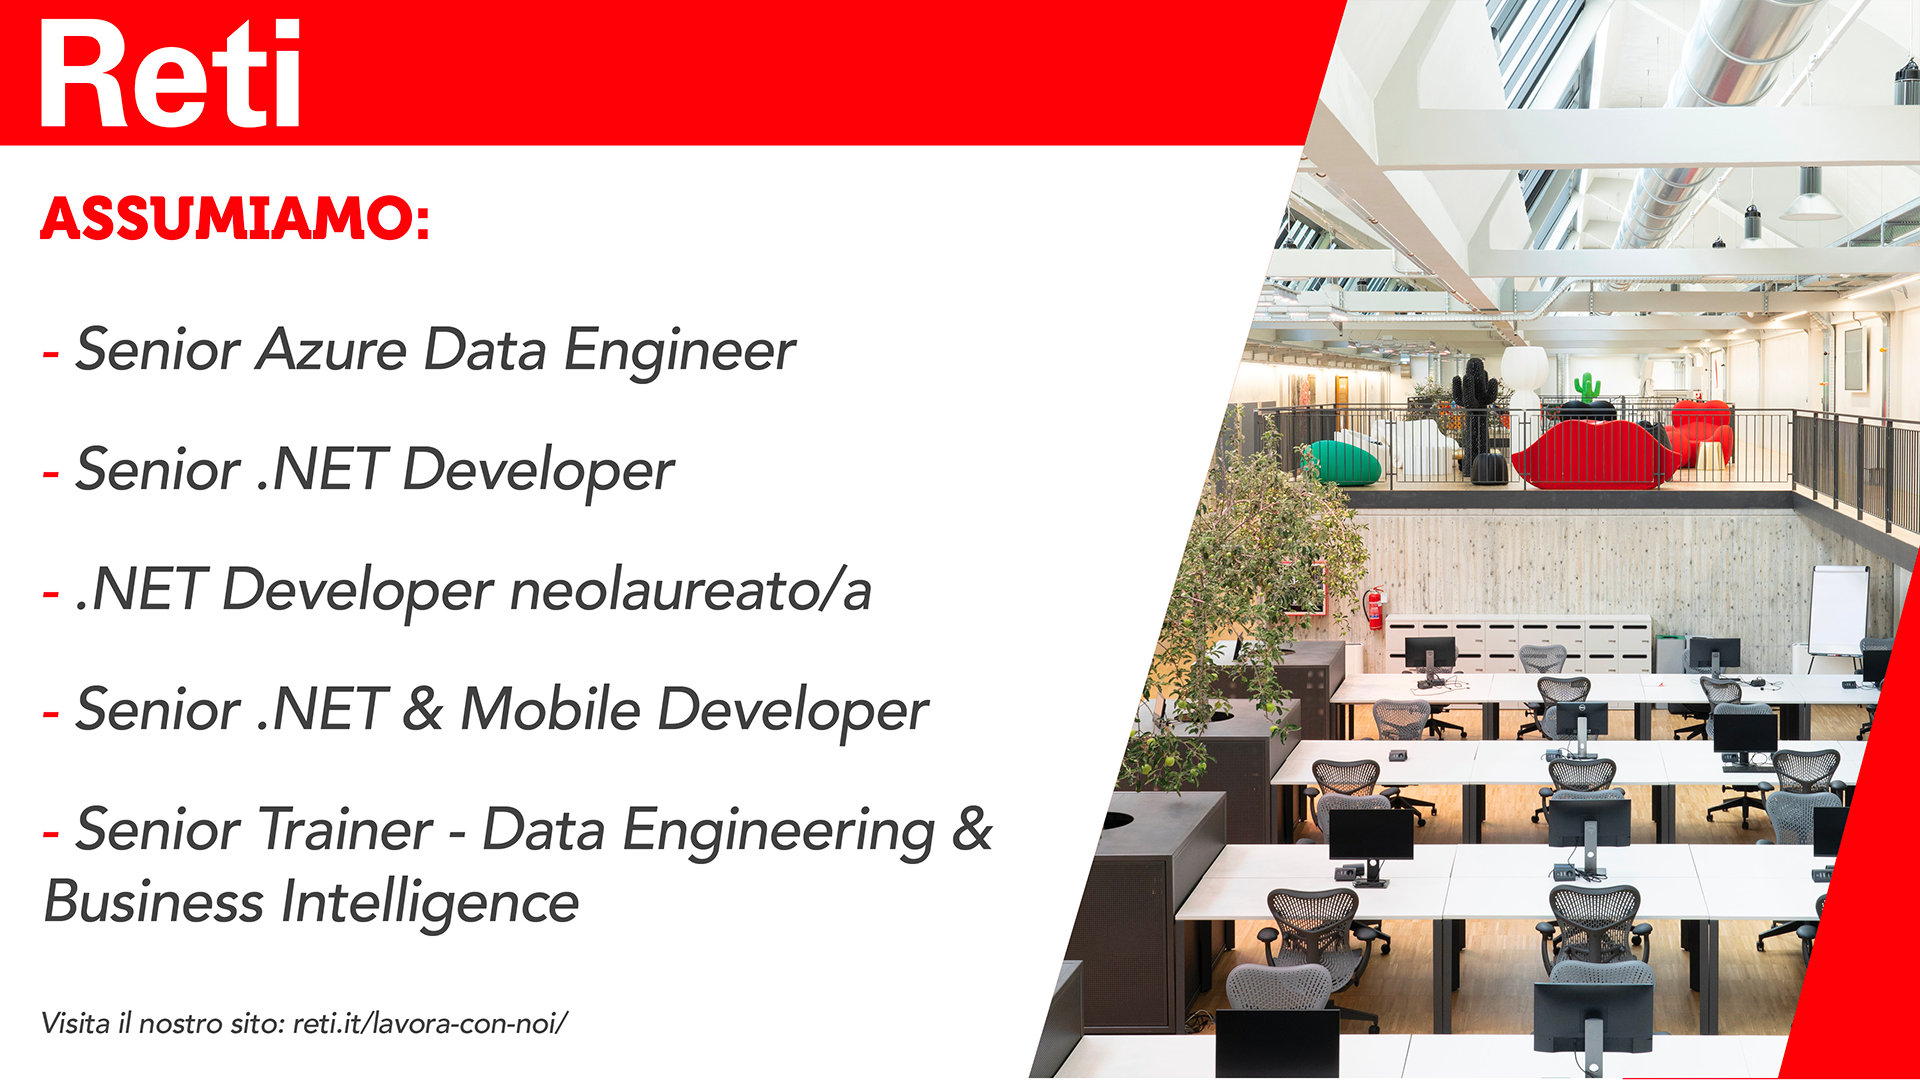 Reti
ASSUMIAMO:
- Senior Azure Data Engineer
- Senior .NET Developer
- .NET Developer neolaureato/a
- Senior .NET & Mobile Developer
- Senior Trainer - Data Engineering &
Business Intelligence
Visita il nostro sito: reti.it/lavora-con-noi/